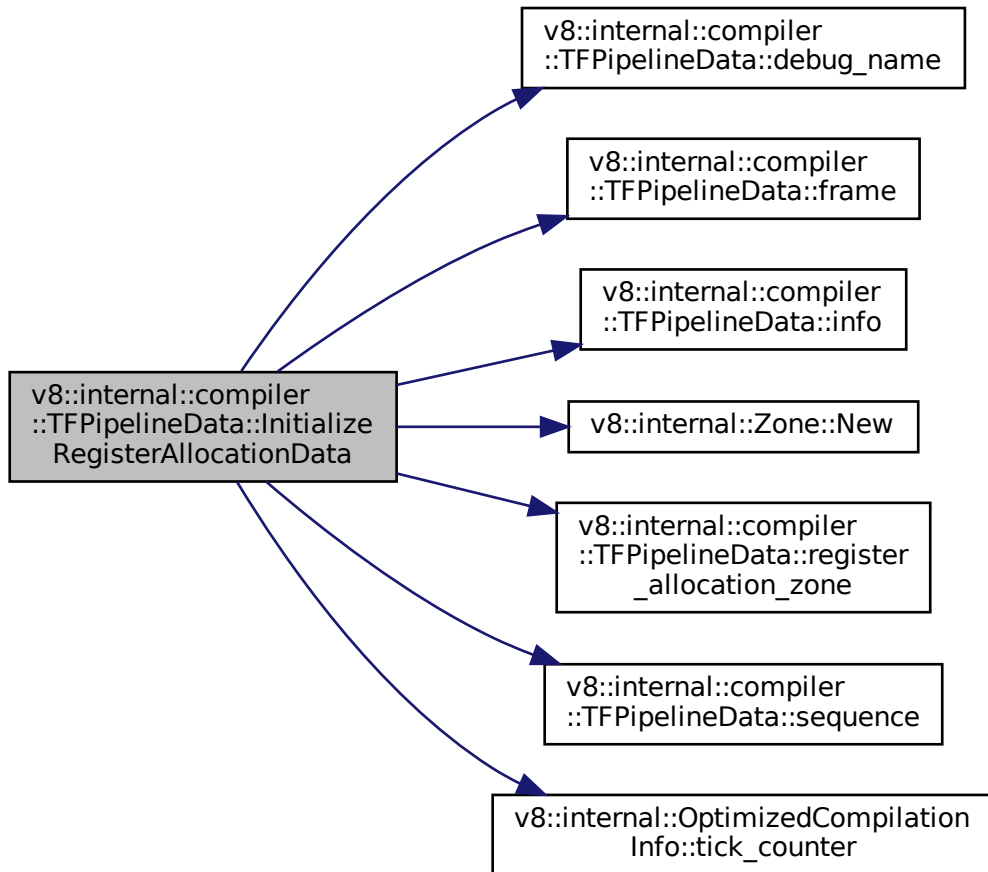 v8::internal::compiler
::TFPipelineData::debug_name
v8::internal::compiler
::TFPipelineData::frame
v8::internal::compiler
::TFPipelineData::info
v8::internal::compiler
::TFPipelineData::Initialize
RegisterAllocationData
v8::internal::Zone::New
v8::internal::compiler
::TFPipelineData::register
_allocation_zone
v8::internal::compiler
::TFPipelineData::sequence
v8::internal::OptimizedCompilation
Info::tick_counter